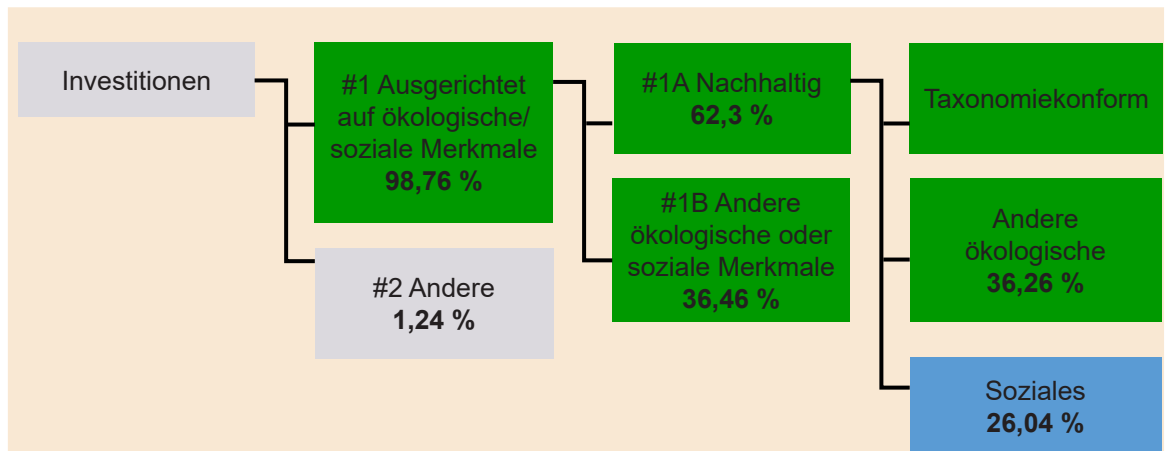 Investitionen
#1 Ausgerichtet
auf ökologische/
soziale Merkmale
98,76 %
#2 Andere
1,24 %
#1A Nachhaltig
62,3 %
#1B Andere
ökologische oder
soziale Merkmale
36,46 %
Taxonomiekonform
Andere
ökologische
36,26 %
Soziales
26,04 %